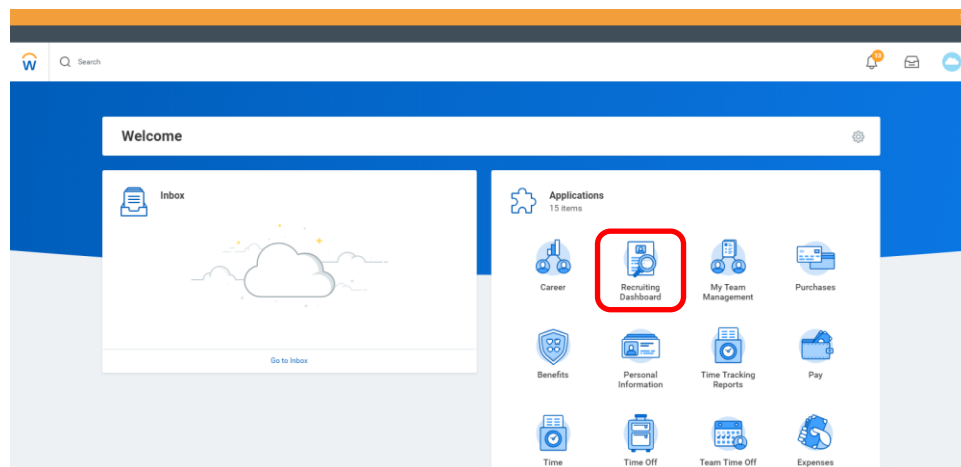 Search
13
Welcome
Inbox
Go to Inbox
Applications
15 items
Career
Recruiting
Dashboard
My Team
Management
Purchases
Benefits
Personal
Information
Time Tracking
Reports
Pay
Time
Time Off
Team Time Off
Expenses